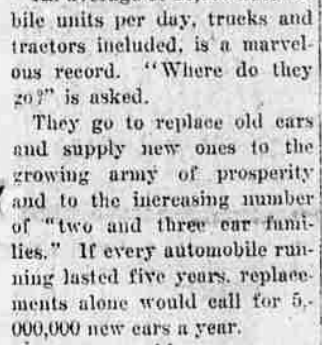 bile units per day, trucks and
tractors included, is a marvel-
ous record. "Where do they
go?" is asked.
They go to replace old cars
and supply new ones to the
growing army of prosperity
and to the increasing number
of "two and three car fami-
lies." If every automobile run-
ning lasted five years, replace-
ments alone would call for 5,-
000,000 new cars a year.